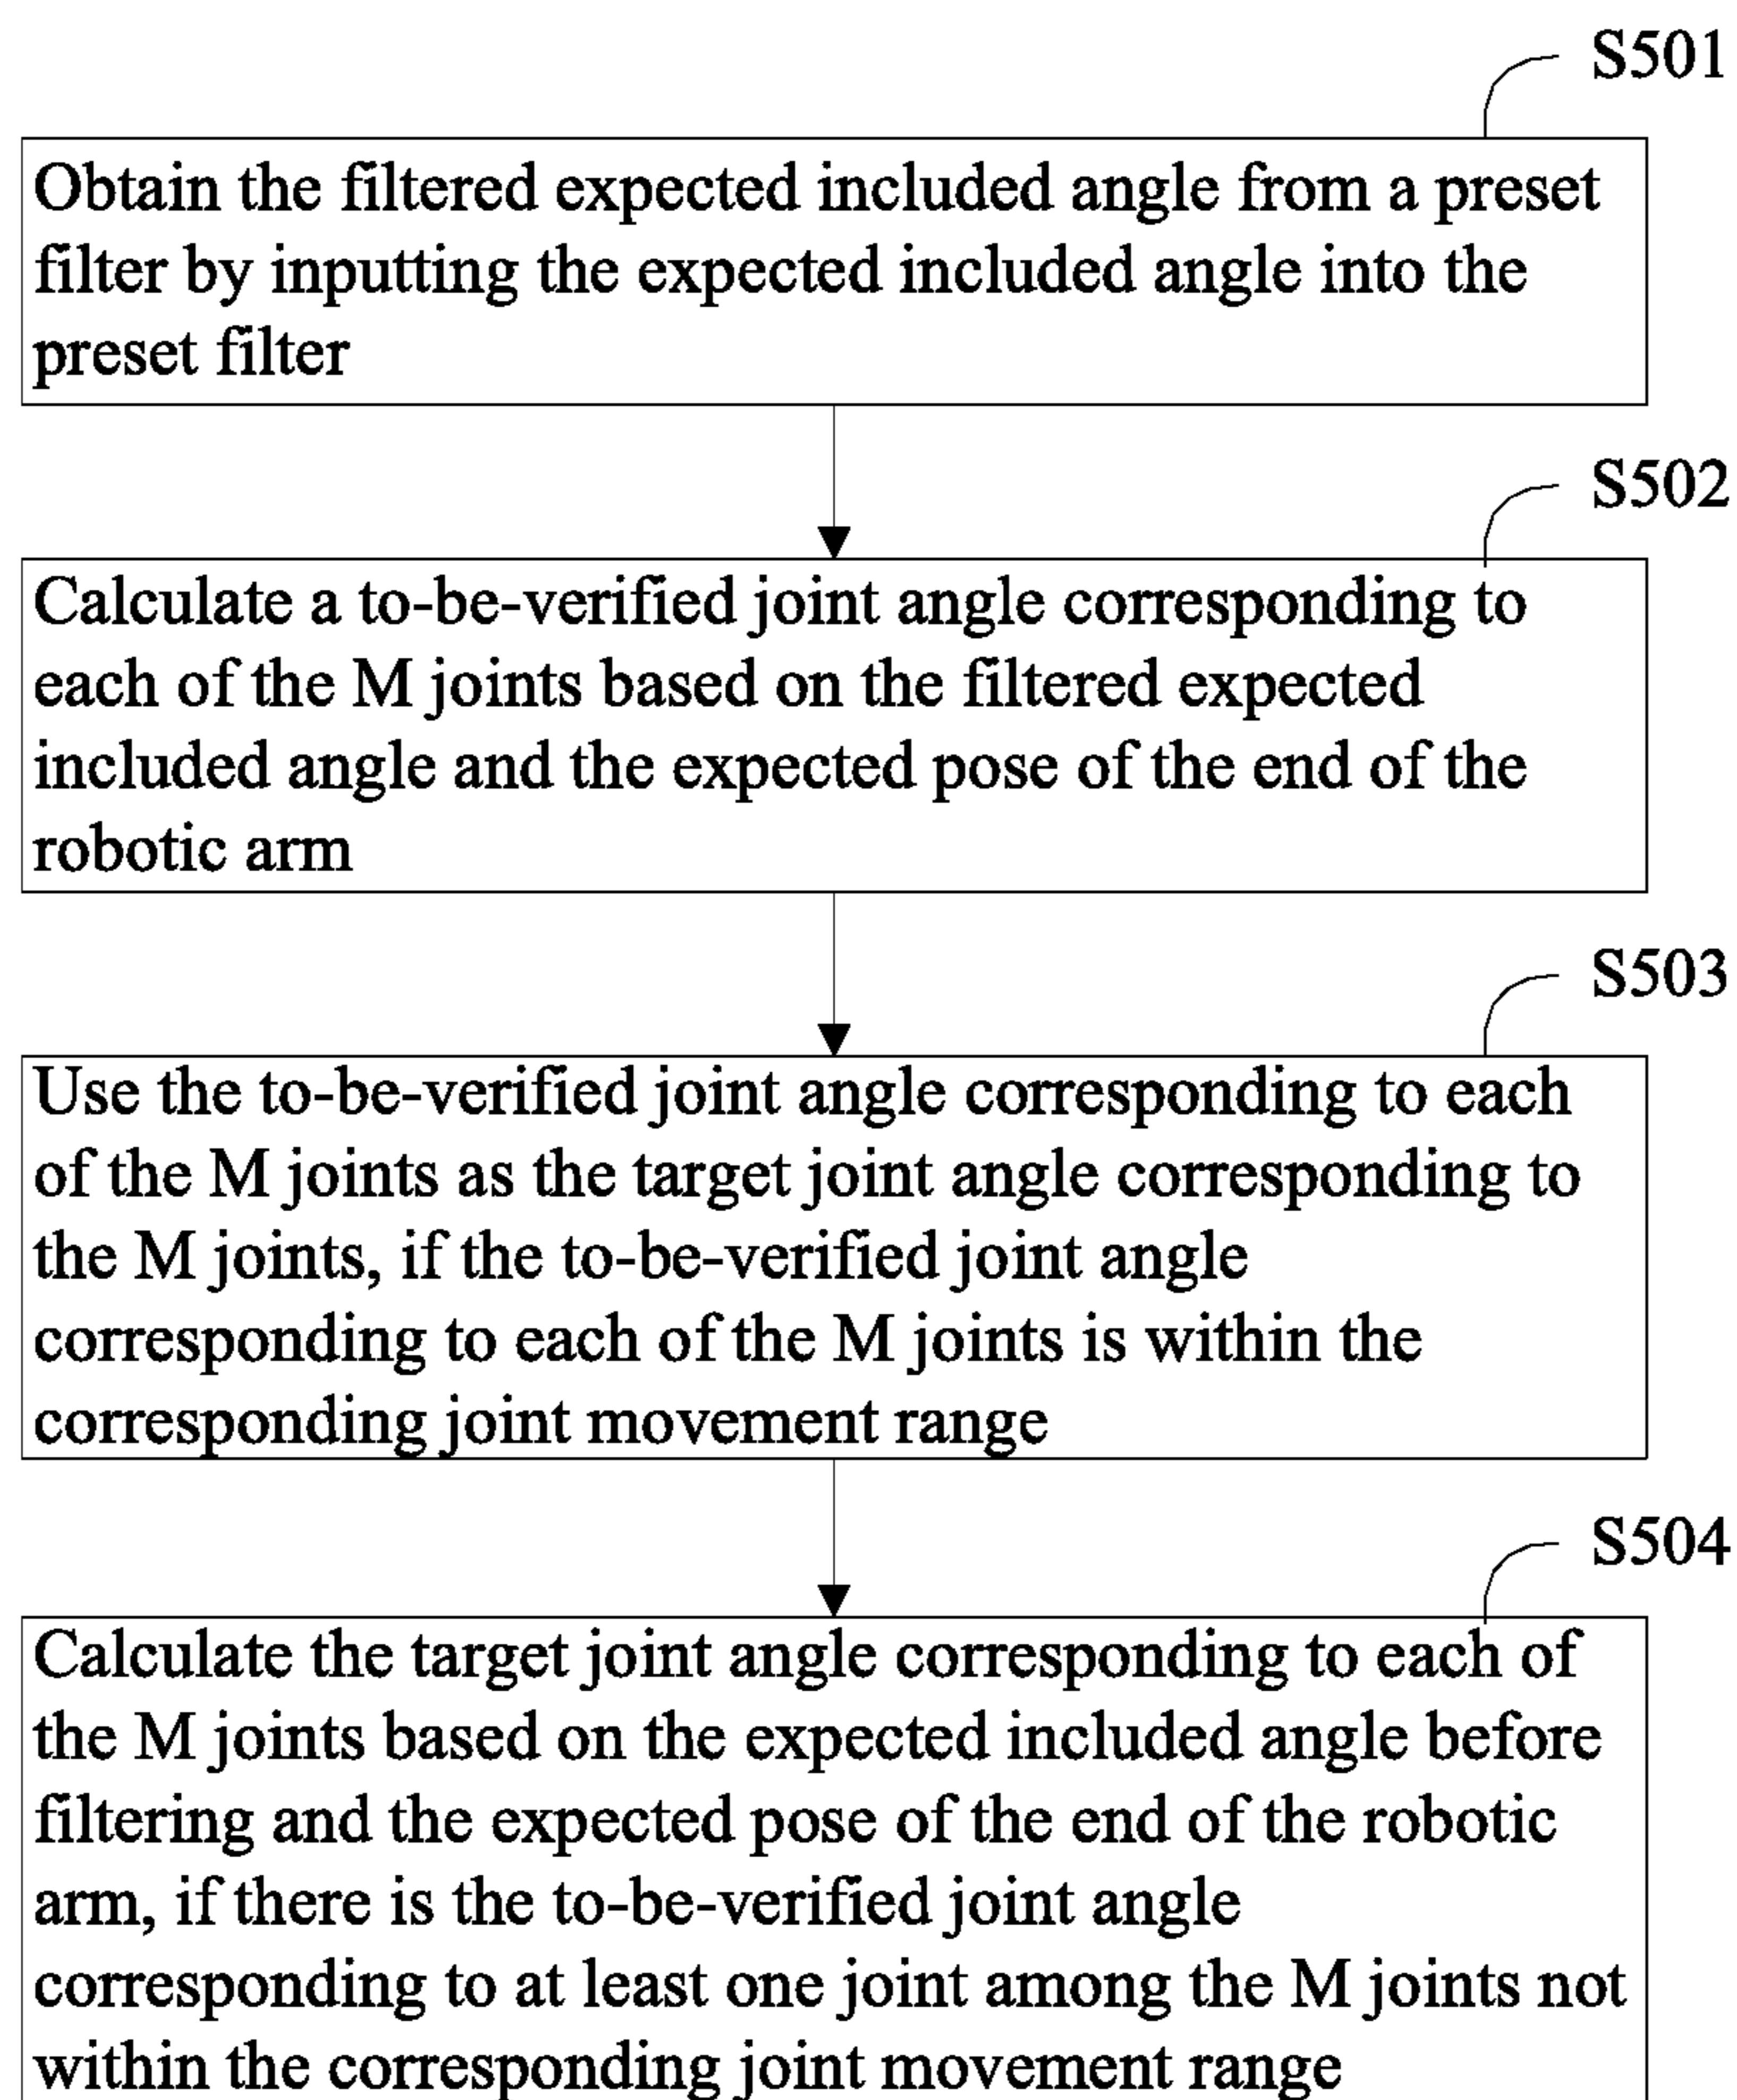 S501
Obtain the filtered expected included angle from a preset
filter by inputting the expected included angle into the
preset filter
S502
Calculate a to-be-verified joint angle corresponding to
each of the M joints based on the filtered expected
included angle and the expected pose of the end of the
robotic arm
S503
Use the to-be-verified joint angle corresponding to each
of the M joints as the target joint angle corresponding to
the M joints, if the to-be-verified joint angle
corresponding to each of the M joints is within the
corresponding joint movement range
S504
Calculate the target joint angle corresponding to each of
the M joints based on the expected included angle before
filtering and the expected pose of the end of the robotic
arm, if there is the to-be-verified joint angle
corresponding to at least one joint among the M joints not
within the corresponding joint movement range